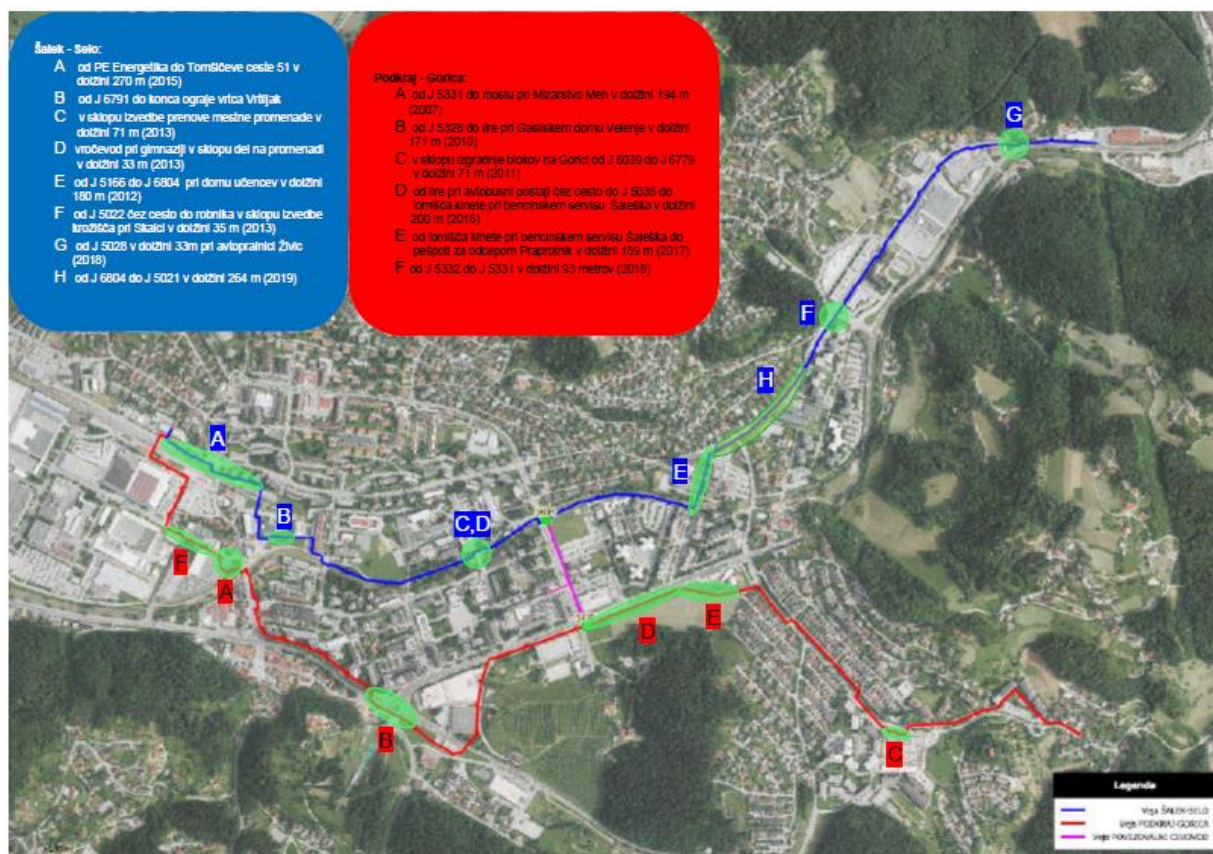 Šalek - Selo:
A od PE Energetika do Tomšičeve ceste 51 v
dolžini 270 m (2015)
B od J 6791 do konca ograje vrtca Vrtiljak
C v sklopu izvedbe prenove mestne promenade v
dolžini 71 m (2013)
D vročevod pri gimnaziji v sklopu del na promenadi
v dolžini 33 m (2013)
E od J 5166 do J 6804 pri domu učencev v dolžini
180 m (2012)
F od J 5022 čez cesto do robnika v sklopu izvedbe
krožišča pri Skalci v dolžini 35 m (2013)
G od J 5028 v dolžini 33m pri avtopralnici Živic
(2018)
H od J 6804 do J 5021 v dolžini 264 m (2019)
Podkraj - Gorica:
A od J 5331 do mostu pri Mizarstvo Meh v dolžini 194 m
(2007)
B od J 5328 do lire pri Gasilskem domu Velenje v dolžini
171 m (2010)
C v sklopu izgradnje blokov na Gorici od J 5039 do J 6779
v dolžini 71 m (2011)
D od lire pri avtobusni postaji čez cesto do J 5035 do
lomišča kinete pri bencinskem servisu Šaleška v dolžini
200 m (2016)
E od lomišča kinete pri bencinskem servisu Šaleška do
pešpoti za odcepom Praprotnik v dolžini 189 m (2017)
F od J 5332 do J 5331 v dolžini 93 metrov (2018)
G
F
H
A
E
B
C,D
F
A
D
E
B
C
Legenda
Veja ŠALEK-SELO
Veja PODKRAJ-GORICA
Veja POVEZOVALNI CEVOVOD